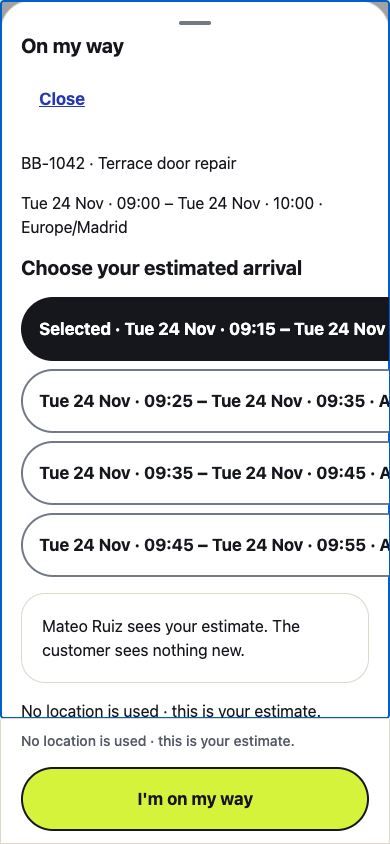 On my way
Close
BB-1042 · Terrace door repair
Tue 24 Nov · 09:00 – Tue 24 Nov · 10:00 ·
Europe/Madrid
Choose your estimated arrival
Selected · Tue 24 Nov · 09:15 – Tue 24 Nov
Tue 24 Nov · 09:25 – Tue 24 Nov · 09:35 · A
Tue 24 Nov · 09:35 – Tue 24 Nov · 09:45 · A
Tue 24 Nov · 09:45 – Tue 24 Nov · 09:55 · A
Mateo Ruiz sees your estimate. The
customer sees nothing new.
No location is used · this is your estimate.
No location is used · this is your estimate.
I'm on my way